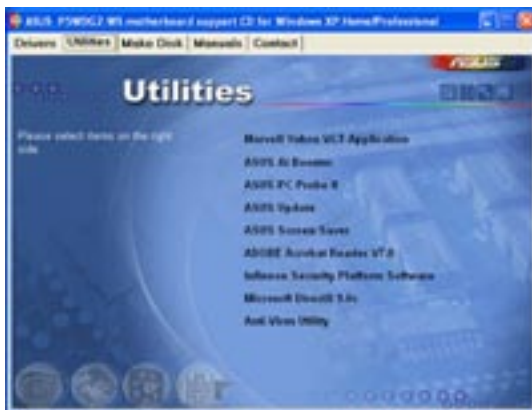 ASUS P5WDG2-WS motherboard support CD for Windows XP Home/Professional
Drivers Utilities Make Disk Manuals Contact
ASUS
Utilities
Please select items on the right
side.
Marvell Yukon VCT Application
ASUS AI Booster
ASUS PC Probe II
ASUS Update
ASUS Screen Saver
ADOBE Acrobat Reader V7.0
Infineon Security Platform Software
Microsoft DirectX 9.0c
Anti-Virus Utility